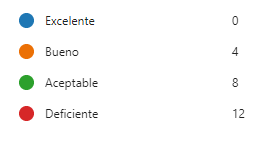 Excelente 0
Bueno 4
Aceptable 8
Deficiente 12